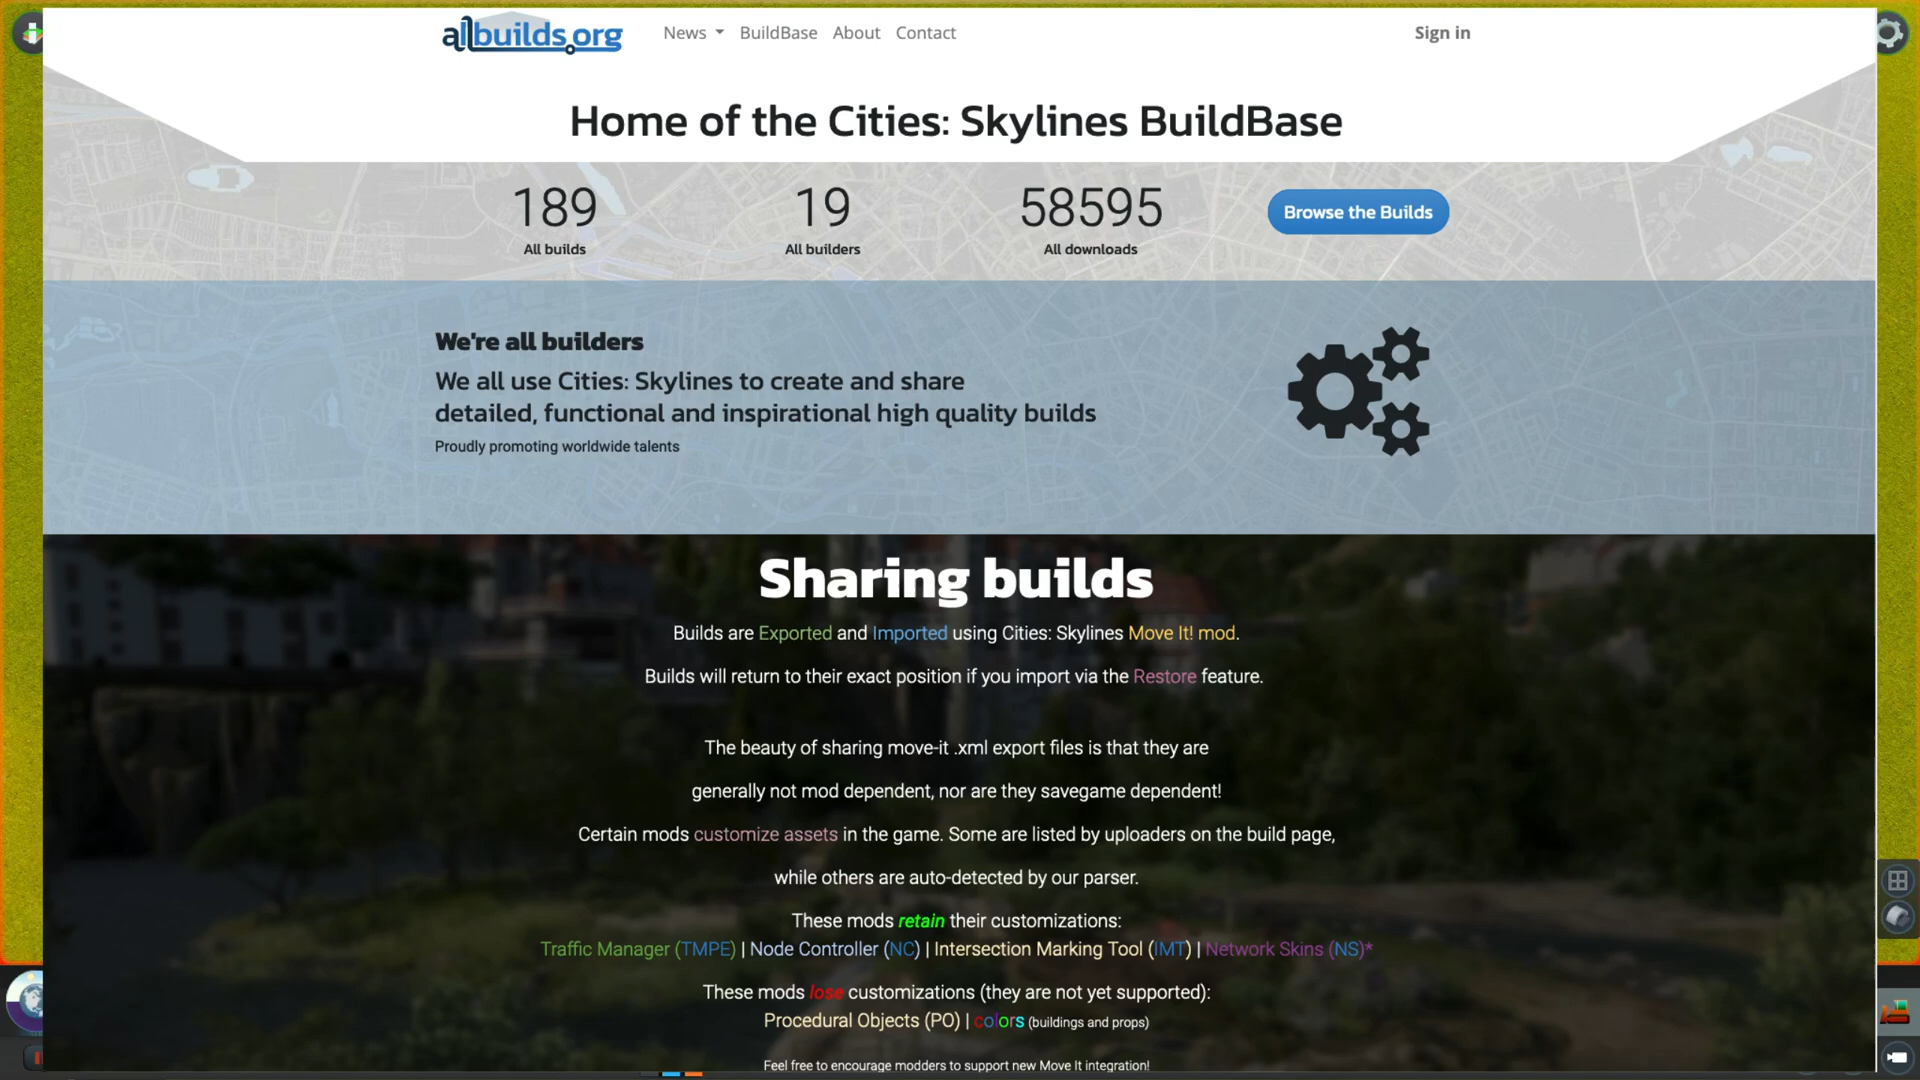 allbuilds.org
News BuildBase About Contact
Sign in
Home of the Cities: Skylines BuildBase
189 19 58595
All builds All builders All downloads
Browse the Builds
We're all builders
We all use Cities: Skylines to create and share
detailed, functional and inspirational high quality builds
Proudly promoting worldwide talents
Sharing builds
Builds are Exported and Imported using Cities: Skylines Move It! mod.
Builds will return to their exact position if you import via the Restore feature.
The beauty of sharing move-it .xml export files is that they are
generally not mod dependent, nor are they savegame dependent!
Certain mods customize assets in the game. Some are listed by uploaders on the build page,
while others are auto-detected by our parser.
These mods retain their customizations:
Traffic Manager (TMPE) | Node Controller (NC) | Intersection Marking Tool (IMT) | Network Skins (NS)*
These mods lose customizations (they are not yet supported):
Procedural Objects (PO) | colors (buildings and props)
Feel free to encourage modders to support new Move It integration!